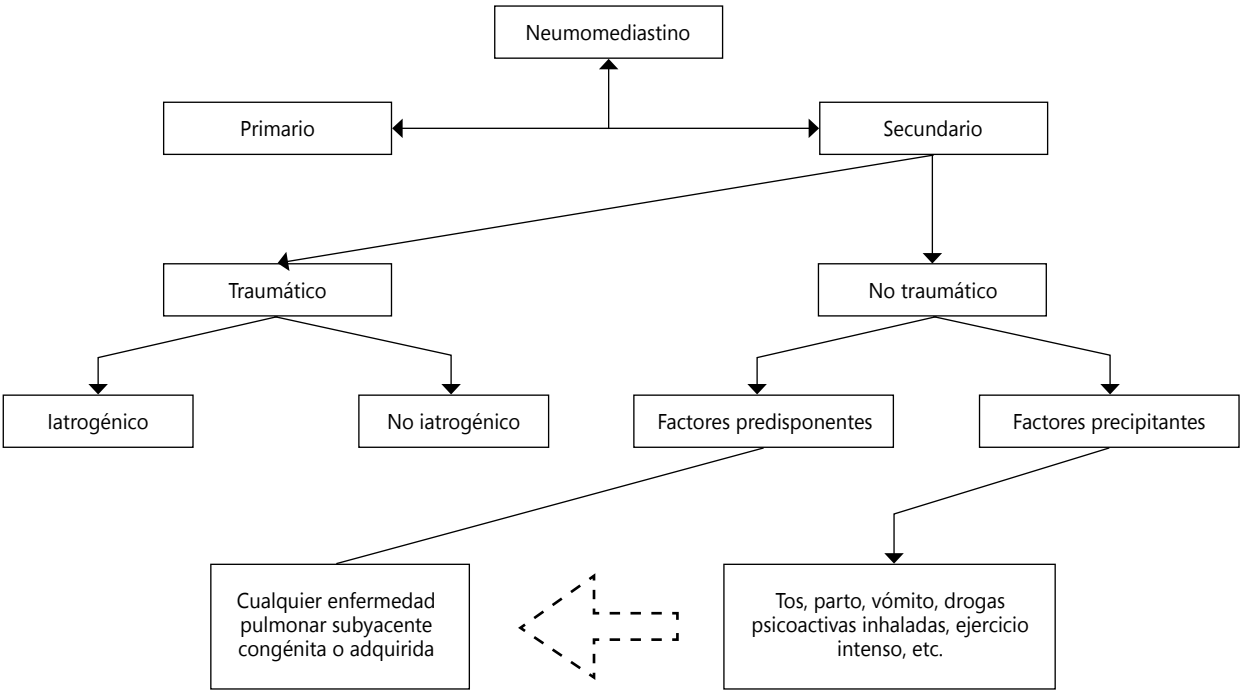 Neumomediastino
Primario
Secundario
Traumático
No traumático
Iatrogénico
No iatrogénico
Factores predisponentes
Factores precipitantes
Cualquier enfermedad
pulmonar subyacente
congénita o adquirida
Tos, parto, vómito, drogas
psicoactivas inhaladas, ejercicio
intenso, etc.